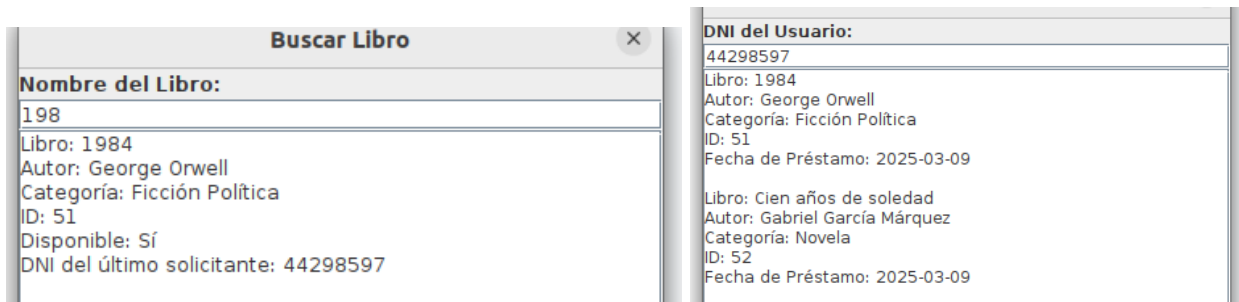 Buscar Libro
Nombre del Libro:
198
Libro: 1984
Autor: George Orwell
Categoría: Ficción Política
ID: 51
Disponible: Sí
DNI del último solicitante: 44298597
DNI del Usuario:
44298597
Libro: 1984
Autor: George Orwell
Categoría: Ficción Política
ID: 51
Fecha de Préstamo: 2025-03-09
Libro: Cien años de soledad
Autor: Gabriel García Márquez
Categoría: Novela
ID: 52
Fecha de Préstamo: 2025-03-09